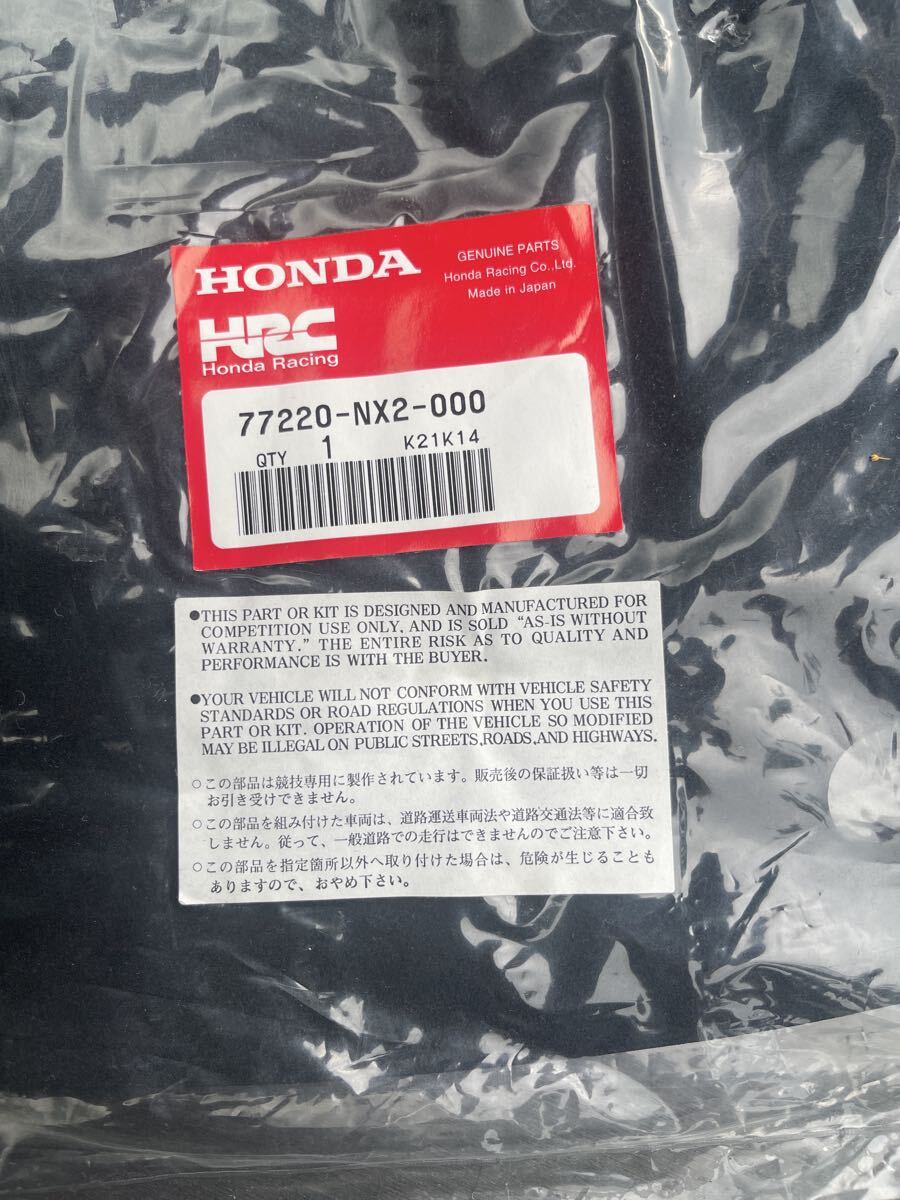 HONDA
GENUINE PARTS
Honda Racing Co.,Ltd.
Made in Japan
HRC
Honda Racing
77220-NX2-000
QTY 1 K21K14
●THIS PART OR KIT IS DESIGNED AND MANUFACTURED FOR
COMPETITION USE ONLY, AND IS SOLD “AS-IS WITHOUT
WARRANTY.” THE ENTIRE RISK AS TO QUALITY AND
PERFORMANCE IS WITH THE BUYER.
●YOUR VEHICLE WILL NOT CONFORM WITH VEHICLE SAFETY
STANDARDS OR ROAD REGULATIONS WHEN YOU USE THIS
PART OR KIT. OPERATION OF THE VEHICLE SO MODIFIED
MAY BE ILLEGAL ON PUBLIC STREETS,ROADS,AND HIGHWAYS.
○この部品は競技専用に製作されています。販売後の保証扱い等は一切
お引き受けできません。
○この部品を組み付けた車両は、道路運送車両法や道路交通法等に適合致
しません。従って、一般道路での走行はできませんのでご注意下さい。
○この部品を指定箇所以外へ取り付けた場合は、危険が生じることも
ありますので、おやめ下さい。